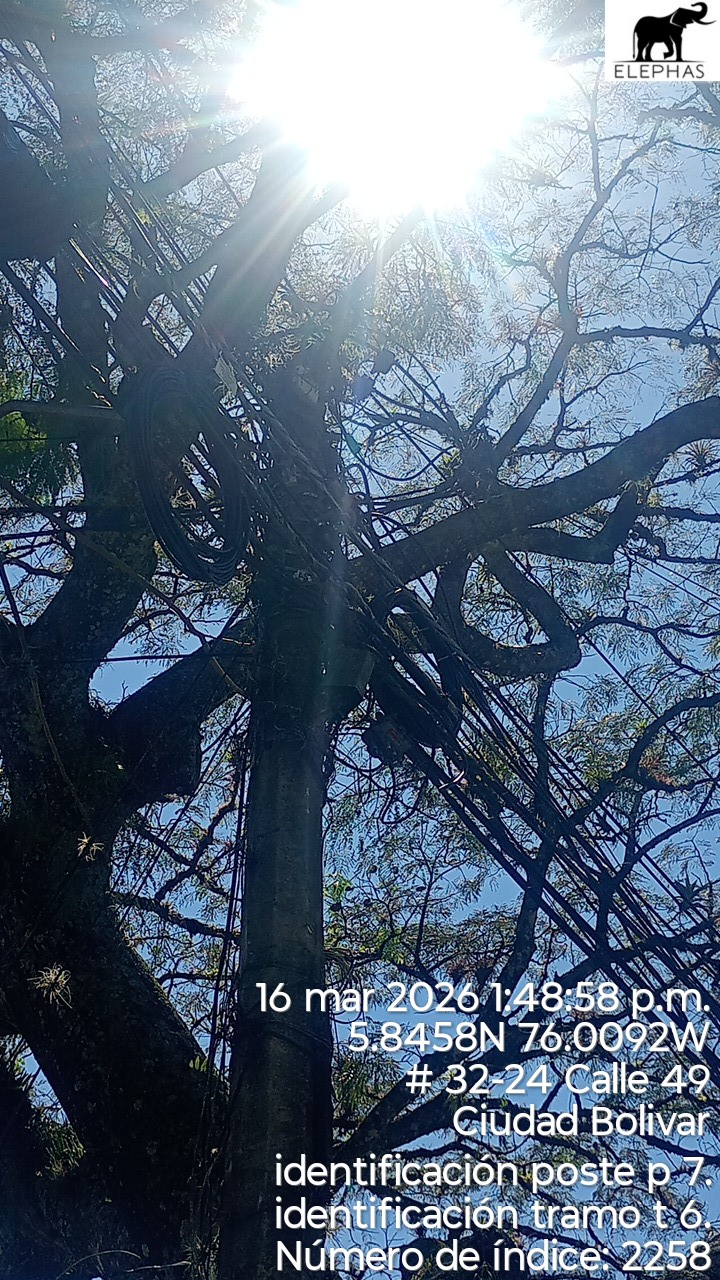 ELEPHAS
16 mar 2026 1:48:58 p.m.
5.8458N 76.0092W
# 32-24 Calle 49
Ciudad Bolivar
identificación poste p 7.
identificación tramo t 6.
Número de índice: 2258